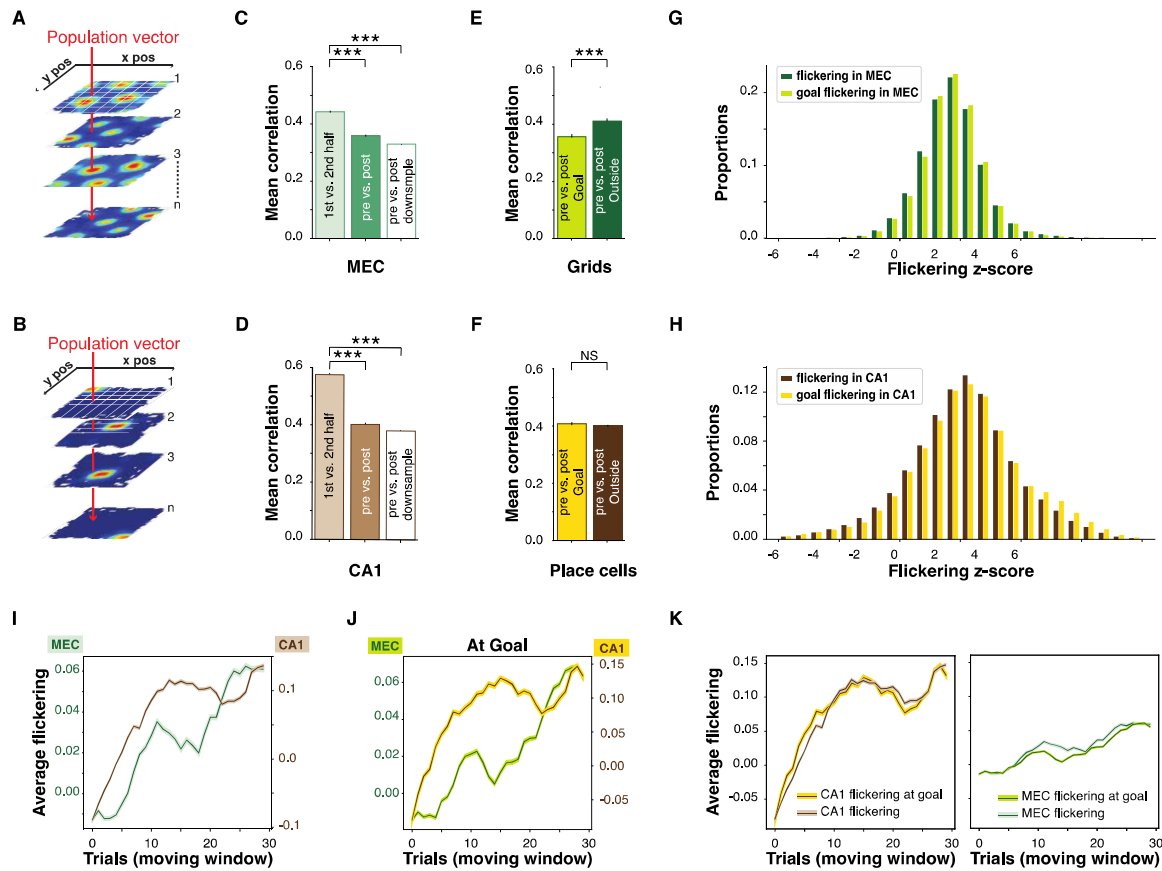 A
Population vector
x pos
y pos
1
2
3
n
C
***
***
0.6
0.4
0.2
0.0
Mean correlation
1st vs. 2nd half
pre vs. post
pre vs. post
downsmple
MEC
E
***
0.6
0.4
0.2
0.0
Mean correlation
pre vs. post
Goal
pre vs. post
Outside
Grids
G
flickering in MEC
goal flickering in MEC
0.2
0.1
0.0
Proportions
-6 -4 -2 0 2 4 6
Flickering z-score
B
Population vector
x pos
y pos
1
2
3
n
D
***
***
0.6
0.4
0.2
0.0
Mean correlation
1st vs. 2nd half
pre vs. post
pre vs. post
downsmple
CA1
F
NS
0.6
0.4
0.2
0.0
Mean correlation
pre vs. post
Goal
pre vs. post
Outside
Place cells
H
flickering in CA1
goal flickering in CA1
0.12
0.08
0.04
0.00
Proportions
-6 -4 -2 0 2 4 6
Flickering z-score
I
MEC
CA1
0.06
0.04
0.02
0.00
0.1
0.0
-0.1
Average flickering
0 10 20 30
Trials (moving window)
J
At Goal
MEC
CA1
0.06
0.04
0.02
0.00
0.15
0.10
0.05
0.00
-0.05
0 10 20 30
Trials (moving window)
K
0.15
0.10
0.05
0.00
-0.05
Average flickering
CA1 flickering at goal
CA1 flickering
0 10 20 30
Trials (moving window)
MEC flickering at goal
MEC flickering
0 10 20 30
Trials (moving window)